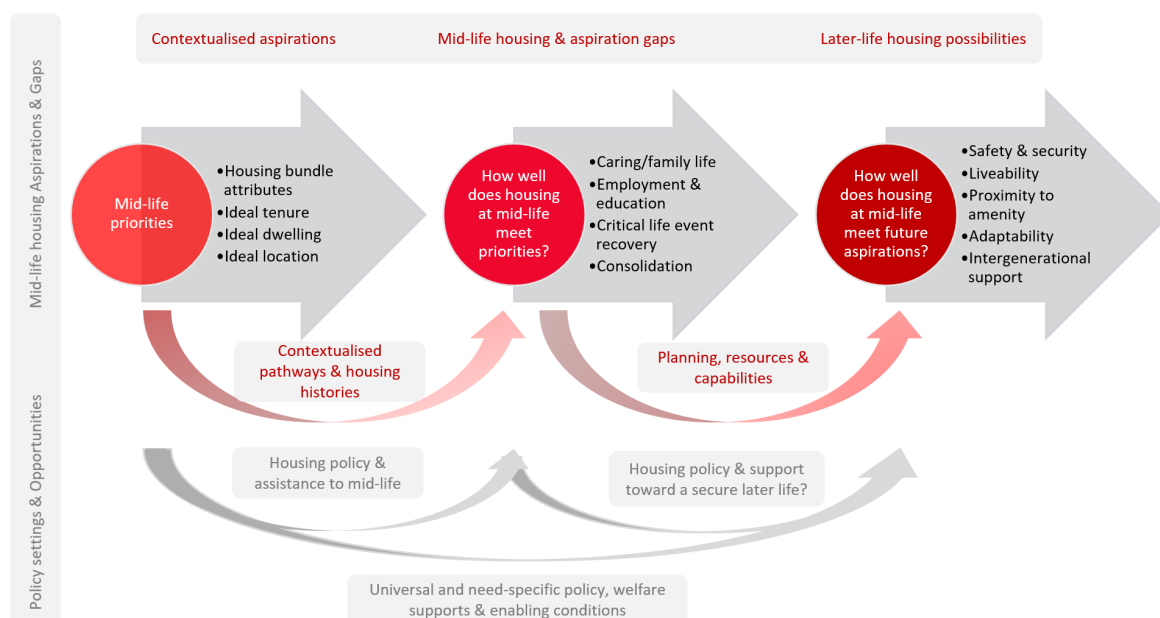 Contextualised aspirations
Mid-life housing & aspiration gaps
Later-life housing possibilities
Mid-life housing Aspirations & Gaps
Mid-life
priorities
•Housing bundle
attributes
•Ideal tenure
•Ideal dwelling
•Ideal location
How well
does housing
at mid-life
meet
priorities?
•Caring/family life
•Employment &
education
•Critical life event
recovery
•Consolidation
How well
does housing
at mid-life
meet future
aspirations?
•Safety & security
•Liveability
•Proximity to
amenity
•Adaptability
•Intergenerational
support
Contextualised
pathways & housing
histories
Planning, resources &
capabilities
Policy settings & Opportunities
Housing policy &
assistance to mid-life
Housing policy & support
toward a secure later life?
Universal and need-specific policy, welfare
supports & enabling conditions